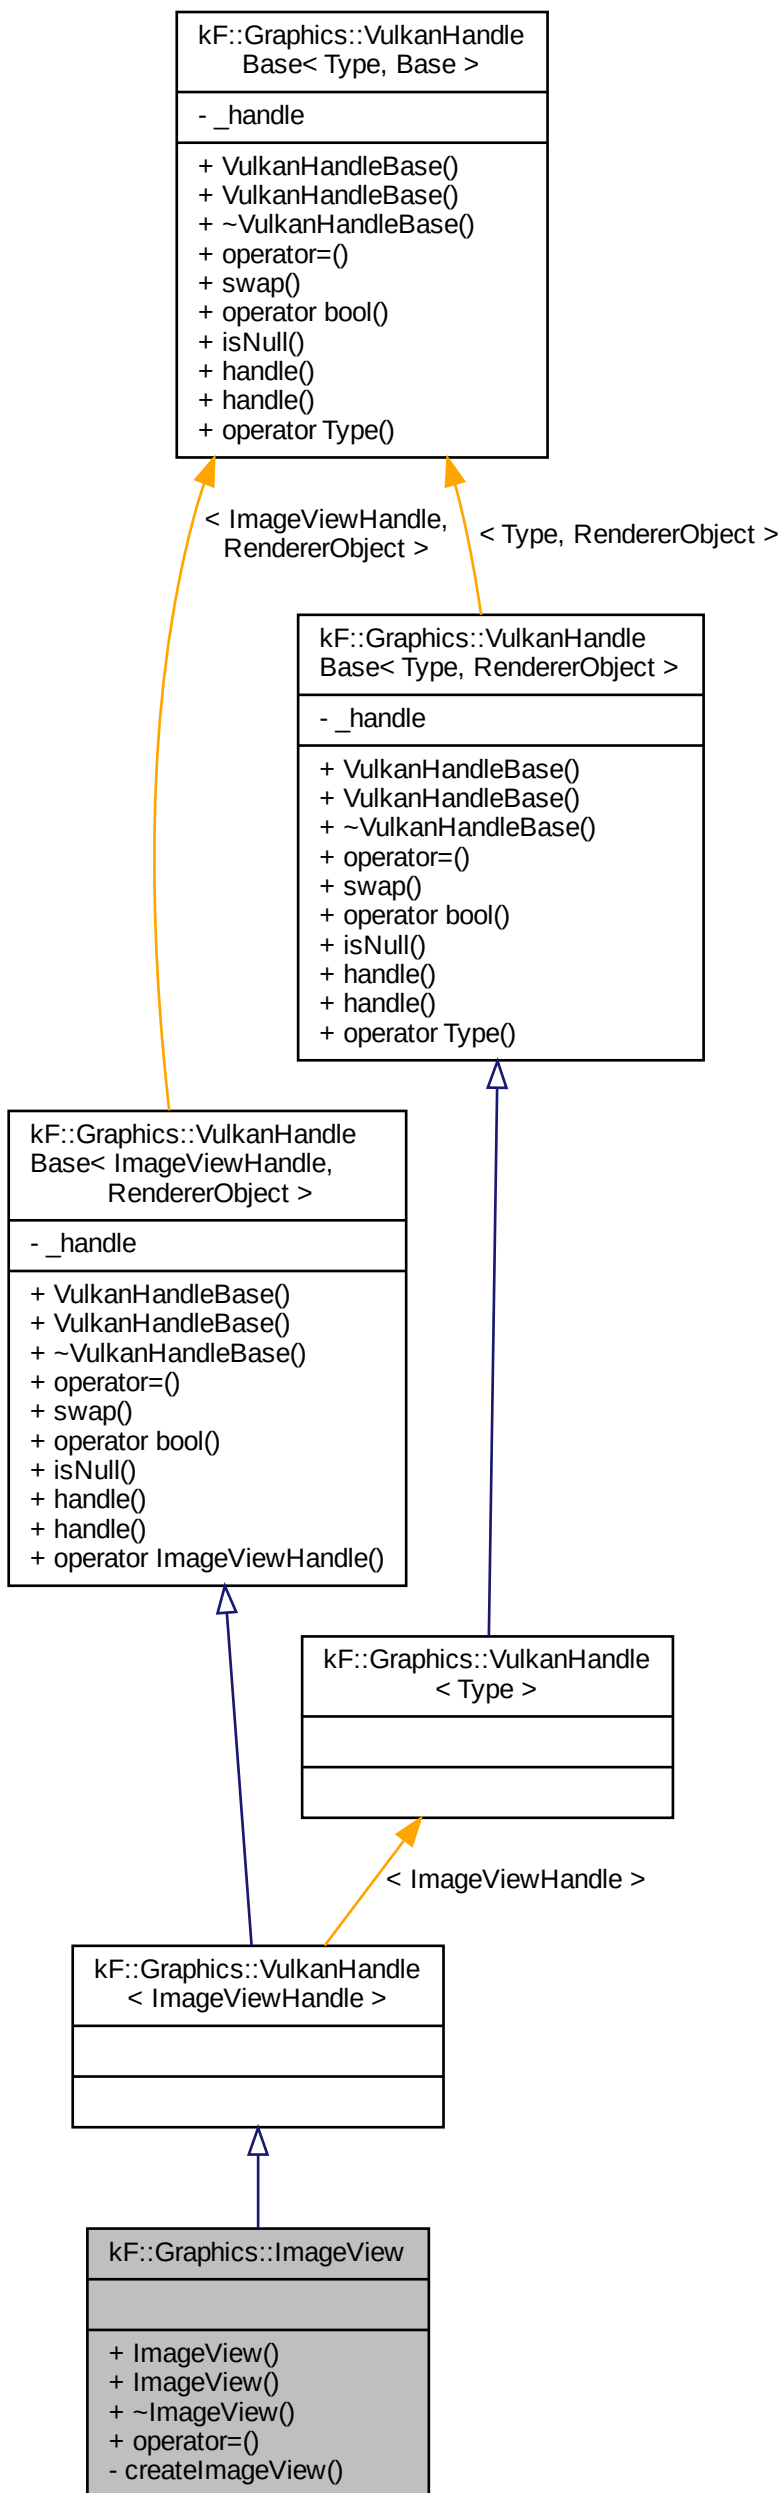 kF::Graphics::VulkanHandle
Base< Type, Base >
- _handle
+ VulkanHandleBase()
+ VulkanHandleBase()
+ ~VulkanHandleBase()
+ operator=()
+ swap()
+ operator bool()
+ isNull()
+ handle()
+ handle()
+ operator Type()
< ImageViewHandle,
RendererObject >
< Type, RendererObject >
kF::Graphics::VulkanHandle
Base< Type, RendererObject >
- _handle
+ VulkanHandleBase()
+ VulkanHandleBase()
+ ~VulkanHandleBase()
+ operator=()
+ swap()
+ operator bool()
+ isNull()
+ handle()
+ handle()
+ operator Type()
kF::Graphics::VulkanHandle
Base< ImageViewHandle,
RendererObject >
- _handle
+ VulkanHandleBase()
+ VulkanHandleBase()
+ ~VulkanHandleBase()
+ operator=()
+ swap()
+ operator bool()
+ isNull()
+ handle()
+ handle()
+ operator ImageViewHandle()
kF::Graphics::VulkanHandle
< Type >
< ImageViewHandle >
kF::Graphics::VulkanHandle
< ImageViewHandle >
kF::Graphics::ImageView
+ ImageView()
+ ImageView()
+ ~ImageView()
+ operator=()
- createImageView()